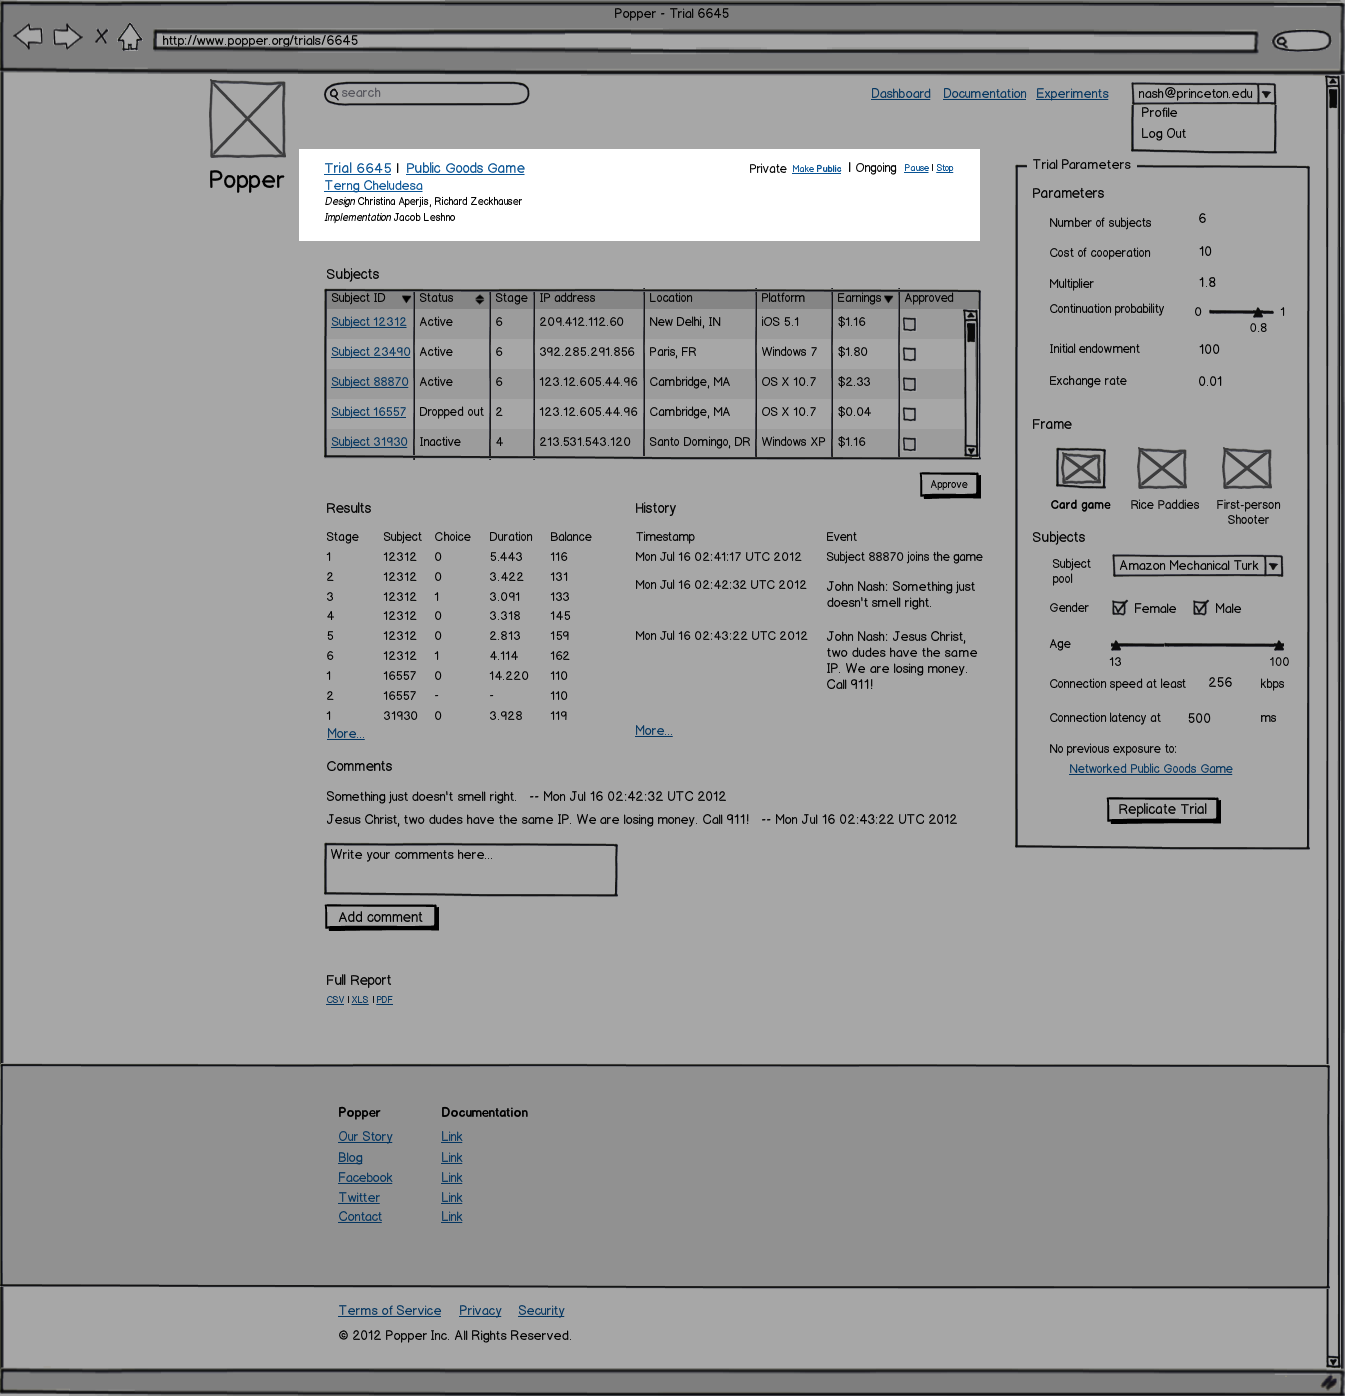 Popper - Trial 6645
http://www.popper.org/trials/6645
search
Dashboard Documentation Experiments
nash@princeton.edu
Profile
Log Out
Popper
Trial 6645 | Public Goods Game
Private Make Public | Ongoing Pause | Stop
Terng Cheludesa
Design Christina Aperjis, Richard Zeckhauser
Implementation Jacob Leshno
Subjects
Subject ID Status Stage IP address Location Platform Earnings Approved
Subject 12312 Active 6 209.412.112.60 New Delhi, IN iOS 5.1 $1.16
Subject 23490 Active 6 392.285.291.856 Paris, FR Windows 7 $1.80
Subject 88870 Active 6 123.12.605.44.96 Cambridge, MA OS X 10.7 $2.33
Subject 16557 Dropped out 2 123.12.605.44.96 Cambridge, MA OS X 10.7 $0.04
Subject 31930 Inactive 4 213.531.543.120 Santo Domingo, DR Windows XP $1.16
Approve
Results
Stage Subject Choice Duration Balance
1 12312 0 5.443 116
2 12312 0 3.422 131
3 12312 1 3.091 133
4 12312 0 3.318 145
5 12312 0 2.813 159
6 12312 1 4.114 162
1 16557 0 14.220 110
2 16557 - - 110
1 31930 0 3.928 119
More...
History
Timestamp Event
Mon Jul 16 02:41:17 UTC 2012 Subject 88870 joins the game
Mon Jul 16 02:42:32 UTC 2012 John Nash: Something just
doesn't smell right.
Mon Jul 16 02:43:22 UTC 2012 John Nash: Jesus Christ,
two dudes have the same
IP. We are losing money.
Call 911!
More...
Comments
Something just doesn't smell right. -- Mon Jul 16 02:42:32 UTC 2012
Jesus Christ, two dudes have the same IP. We are losing money. Call 911! -- Mon Jul 16 02:43:22 UTC 2012
Write your comments here...
Add comment
Full Report
CSV | XLS | PDF
Trial Parameters
Parameters
Number of subjects 6
Cost of cooperation 10
Multiplier 1.8
Continuation probability 0 1
0.8
Initial endowment 100
Exchange rate 0.01
Frame
Card game Rice Paddies First-person
Shooter
Subjects
Subject
pool
Amazon Mechanical Turk
Gender Female Male
Age
13 100
Connection speed at least 256 kbps
Connection latency at 500 ms
No previous exposure to:
Networked Public Goods Game
Replicate Trial
Popper Documentation
Our Story Link
Blog Link
Facebook Link
Twitter Link
Contact Link
Terms of Service Privacy Security
© 2012 Popper Inc. All Rights Reserved.